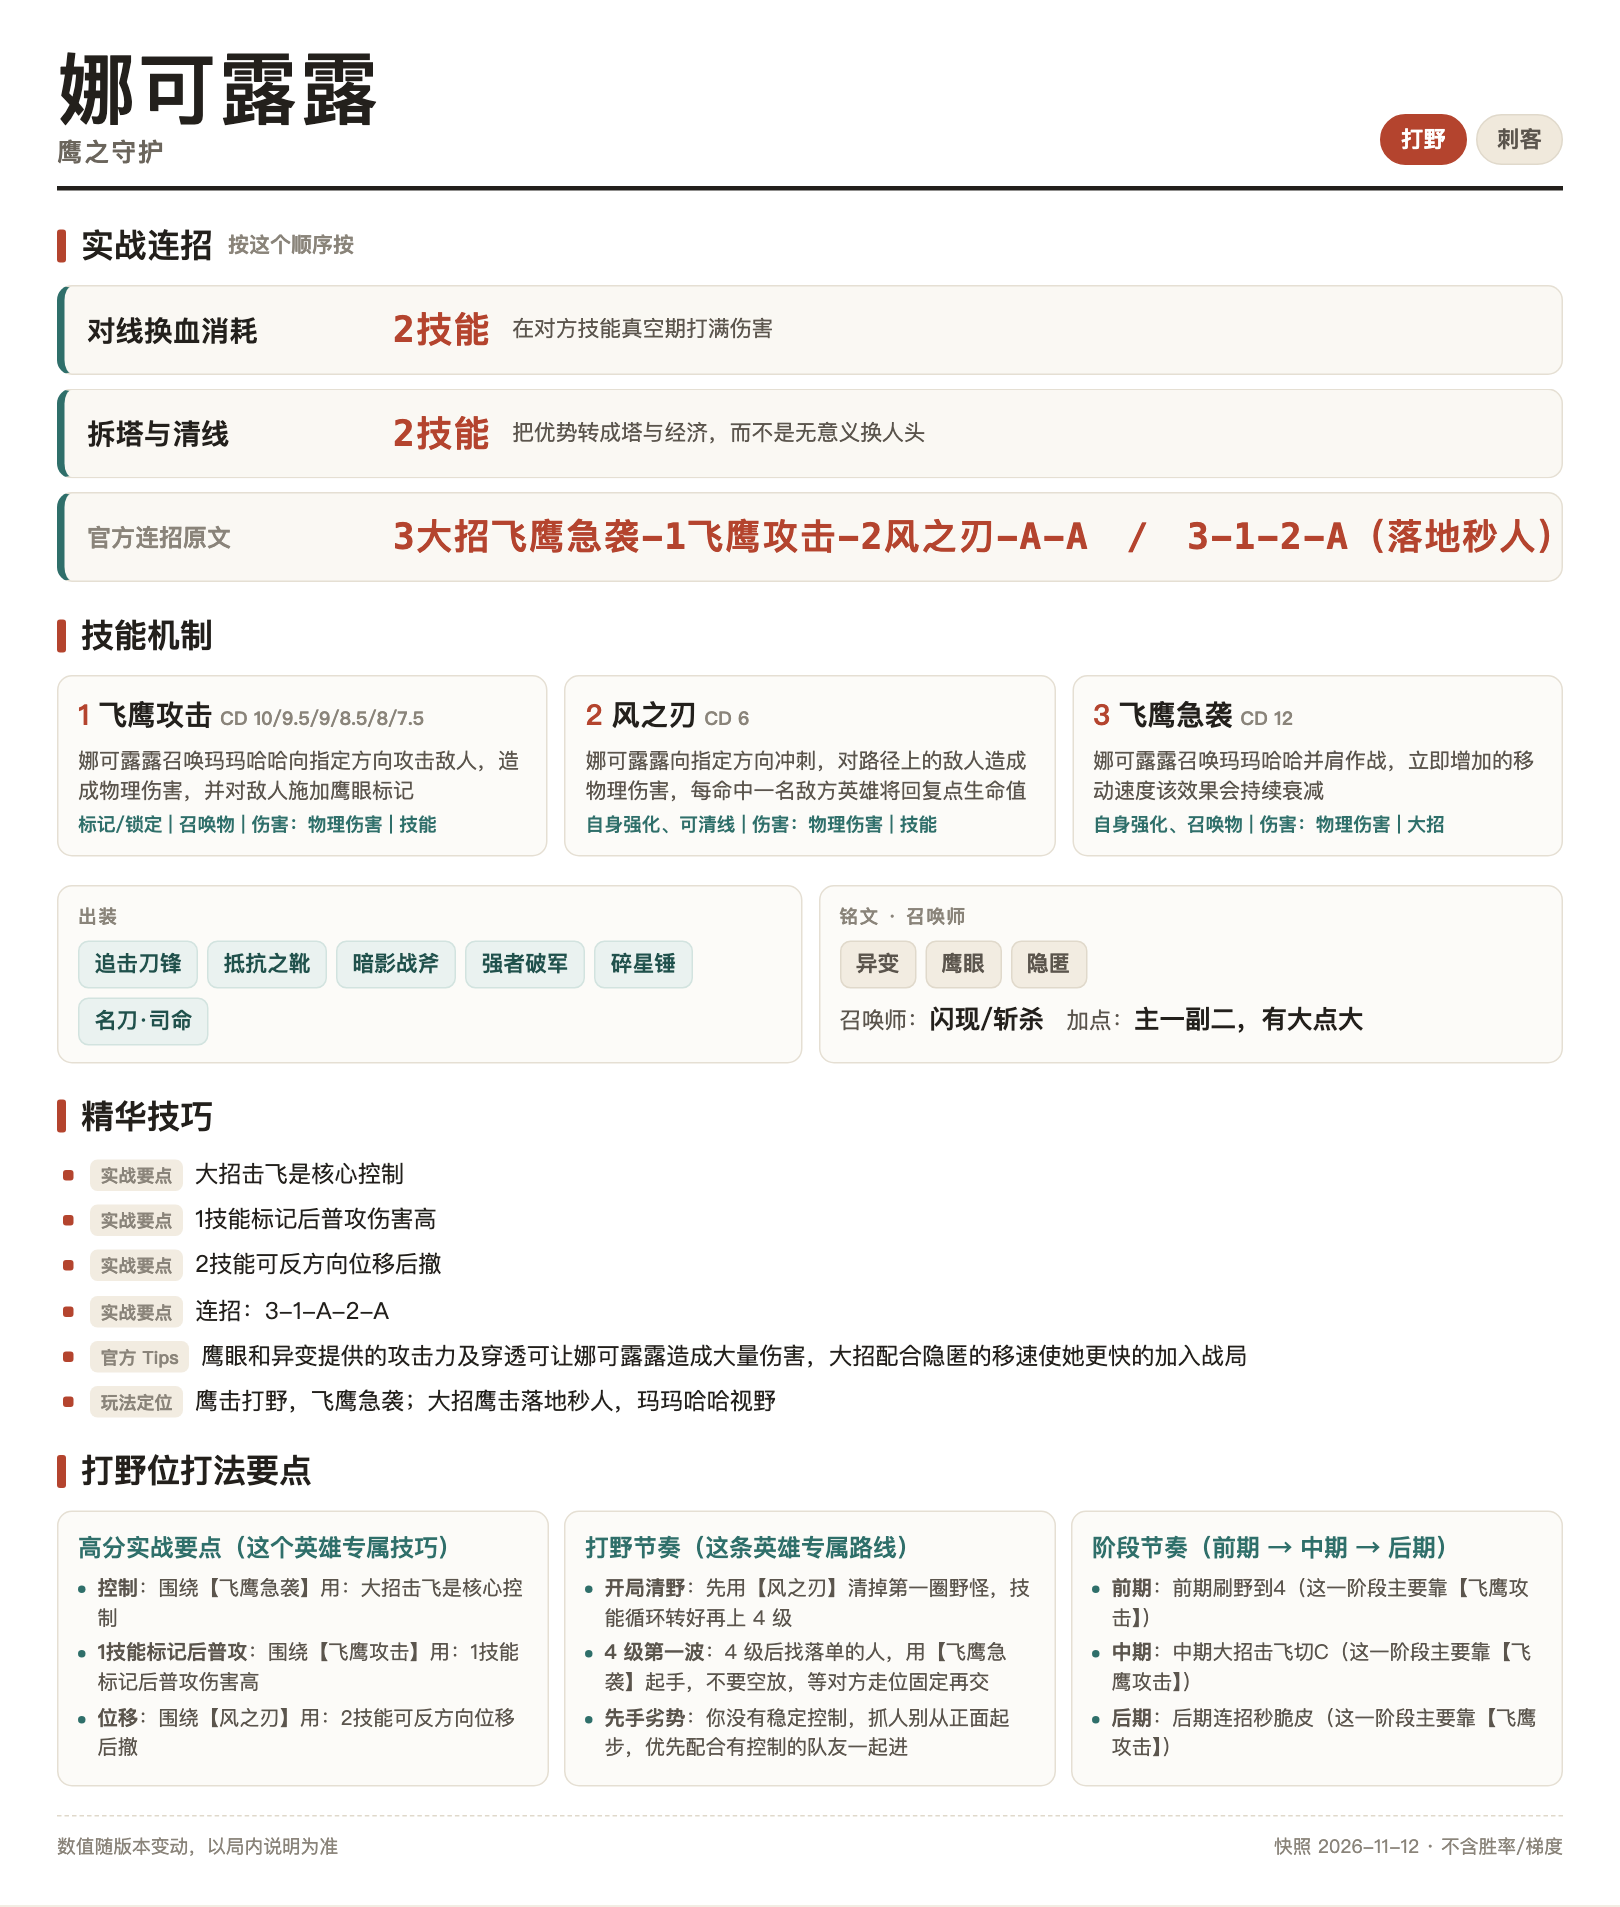 娜可露露
鹰之守护
打野
刺客
实战连招 按这个顺序按
对线换血消耗 2技能 在对方技能真空期打满伤害
拆塔与清线 2技能 把优势转成塔与经济，而不是无意义换人头
官方连招原文 3大招飞鹰急袭–1飞鹰攻击–2风之刃–A–A / 3–1–2–A（落地秒人）
技能机制
1 飞鹰攻击 CD 10/9.5/9/8.5/8/7.5
娜可露露召唤玛玛哈哈向指定方向攻击敌人，造
成物理伤害，并对敌人施加鹰眼标记
标记/锁定 | 召唤物 | 伤害：物理伤害 | 技能
2 风之刃 CD 6
娜可露露向指定方向冲刺，对路径上的敌人造成
物理伤害，每命中一名敌方英雄将回复点生命值
自身强化、可清线 | 伤害：物理伤害 | 技能
3 飞鹰急袭 CD 12
娜可露露召唤玛玛哈哈并肩作战，立即增加的移
动速度该效果会持续衰减
自身强化、召唤物 | 伤害：物理伤害 | 大招
出装
追击刀锋 抵抗之靴 暗影战斧 强者破军 碎星锤
名刀·司命
铭文 · 召唤师
异变 鹰眼 隐匿
召唤师：闪现/斩杀 加点：主一副二，有大点大
精华技巧
实战要点 大招击飞是核心控制
实战要点 1技能标记后普攻伤害高
实战要点 2技能可反方向位移后撤
实战要点 连招：3–1–A–2–A
官方 Tips 鹰眼和异变提供的攻击力及穿透可让娜可露露造成大量伤害，大招配合隐匿的移速使她更快的加入战局
玩法定位 鹰击打野，飞鹰急袭；大招鹰击落地秒人，玛玛哈哈视野
打野位打法要点
高分实战要点（这个英雄专属技巧）
控制：围绕【飞鹰急袭】用：大招击飞是核心控
制
1技能标记后普攻：围绕【飞鹰攻击】用：1技能
标记后普攻伤害高
位移：围绕【风之刃】用：2技能可反方向位移
后撤
打野节奏（这条英雄专属路线）
开局清野：先用【风之刃】清掉第一圈野怪，技
能循环转好再上 4 级
4 级第一波：4 级后找落单的人，用【飞鹰急
袭】起手，不要空放，等对方走位固定再交
先手劣势：你没有稳定控制，抓人别从正面起
步，优先配合有控制的队友一起进
阶段节奏（前期 → 中期 → 后期）
前期：前期刷野到4（这一阶段主要靠【飞鹰攻
击】）
中期：中期大招击飞切C（这一阶段主要靠【飞
鹰攻击】）
后期：后期连招秒脆皮（这一阶段主要靠【飞鹰
攻击】）
数值随版本变动，以局内说明为准
快照 2026–11–12 · 不含胜率/梯度